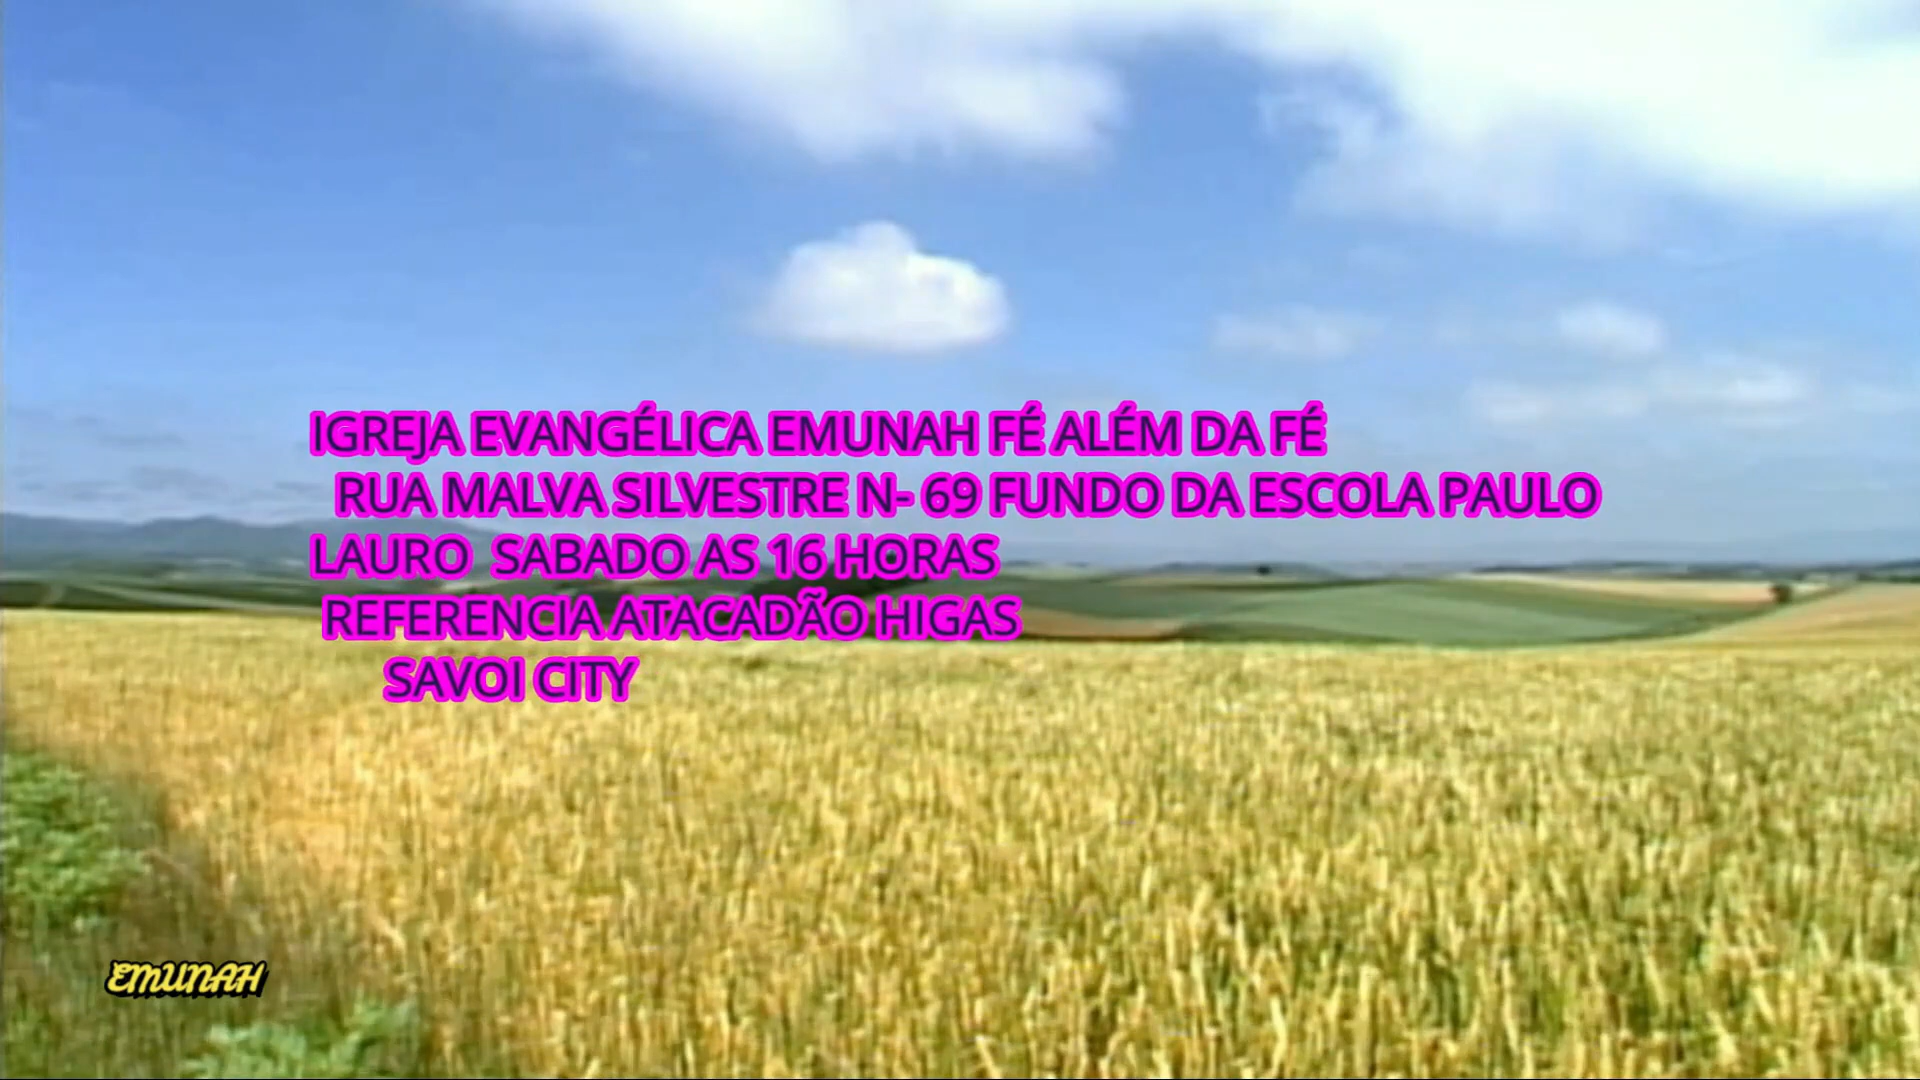 IGREJA EVANGÉLICA EMUNAH FÉ ALÉM DA FÉ
RUA MALVA SILVESTRE N- 69 FUNDO DA ESCOLA PAULO
LAURO SABADO AS 16 HORAS
REFERENCIA ATACADÃO HIGAS
SAVOI CITY
EMUNAH